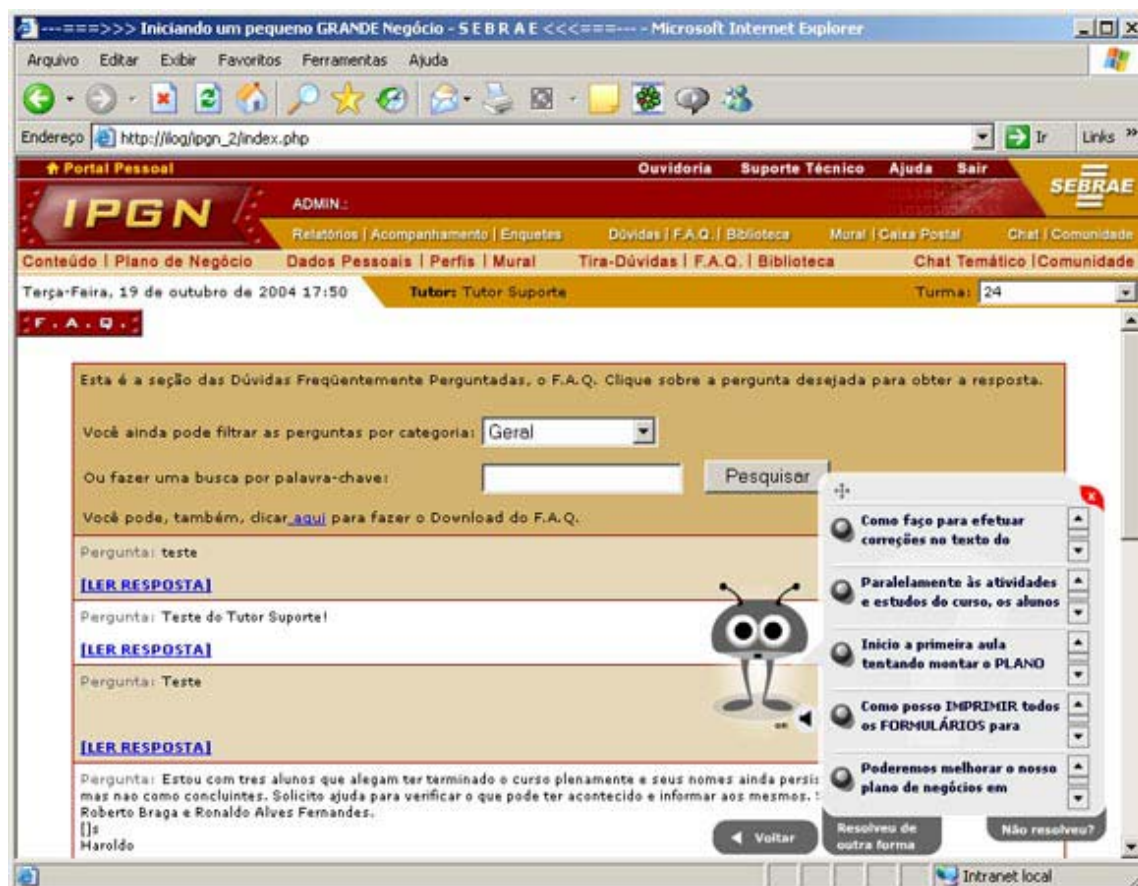 ---===>>> Iniciando um pequeno GRANDE Negócio - S E B R A E <<<===--- - Microsoft Internet Explorer
Arquivo Editar Exibir Favoritos Ferramentas Ajuda
Endereço http://ilog/ipgn_2/index.php Ir Links »
Portal Pessoal Ouvidoria Suporte Técnico Ajuda Sair
SEBRAE
IPGN ADMIN.:
Relatórios | Acompanhamento | Enquetes Dúvidas | F.A.Q. | Biblioteca Mural | Caixa Postal Chat | Comunidade
Conteúdo | Plano de Negócio Dados Pessoais | Perfis | Mural Tira-Dúvidas | F.A.Q. | Biblioteca Chat Temático |Comunidade
Terça-Feira, 19 de outubro de 2004 17:50 Tutor: Tutor Suporte Turma: 24
F.A.Q.
Esta é a seção das Dúvidas Freqüentemente Perguntadas, o F.A.Q. Clique sobre a pergunta desejada para obter a resposta.
Você ainda pode filtrar as perguntas por categoria: Geral
Ou fazer uma busca por palavra-chave: Pesquisar
Você pode, também, clicar aqui para fazer o Download do F.A.Q.
Pergunta: teste
[LER RESPOSTA]
Pergunta: Teste do Tutor Suporte!
[LER RESPOSTA]
Pergunta: Teste
[LER RESPOSTA]
Pergunta: Estou com tres alunos que alegam ter terminado o curso plenamente e seus nomes ainda persis
mas nao como concluintes. Solicito ajuda para verificar o que pode ter acontecido e informar aos mesmos.
Roberto Braga e Ronaldo Alves Fernandes.
[]s
Haroldo
x
Como faço para efetuar
correções no texto do
Paralelamente às atividades
e estudos do curso, os alunos
Inicio a primeira aula
tentando montar o PLANO
Como posso IMPRIMIR todos
os FORMULÁRIOS para
Poderemos melhorar o nosso
plano de negócios em
on
Voltar
Resolveu de
outra forma
Não resolveu?
Intranet local